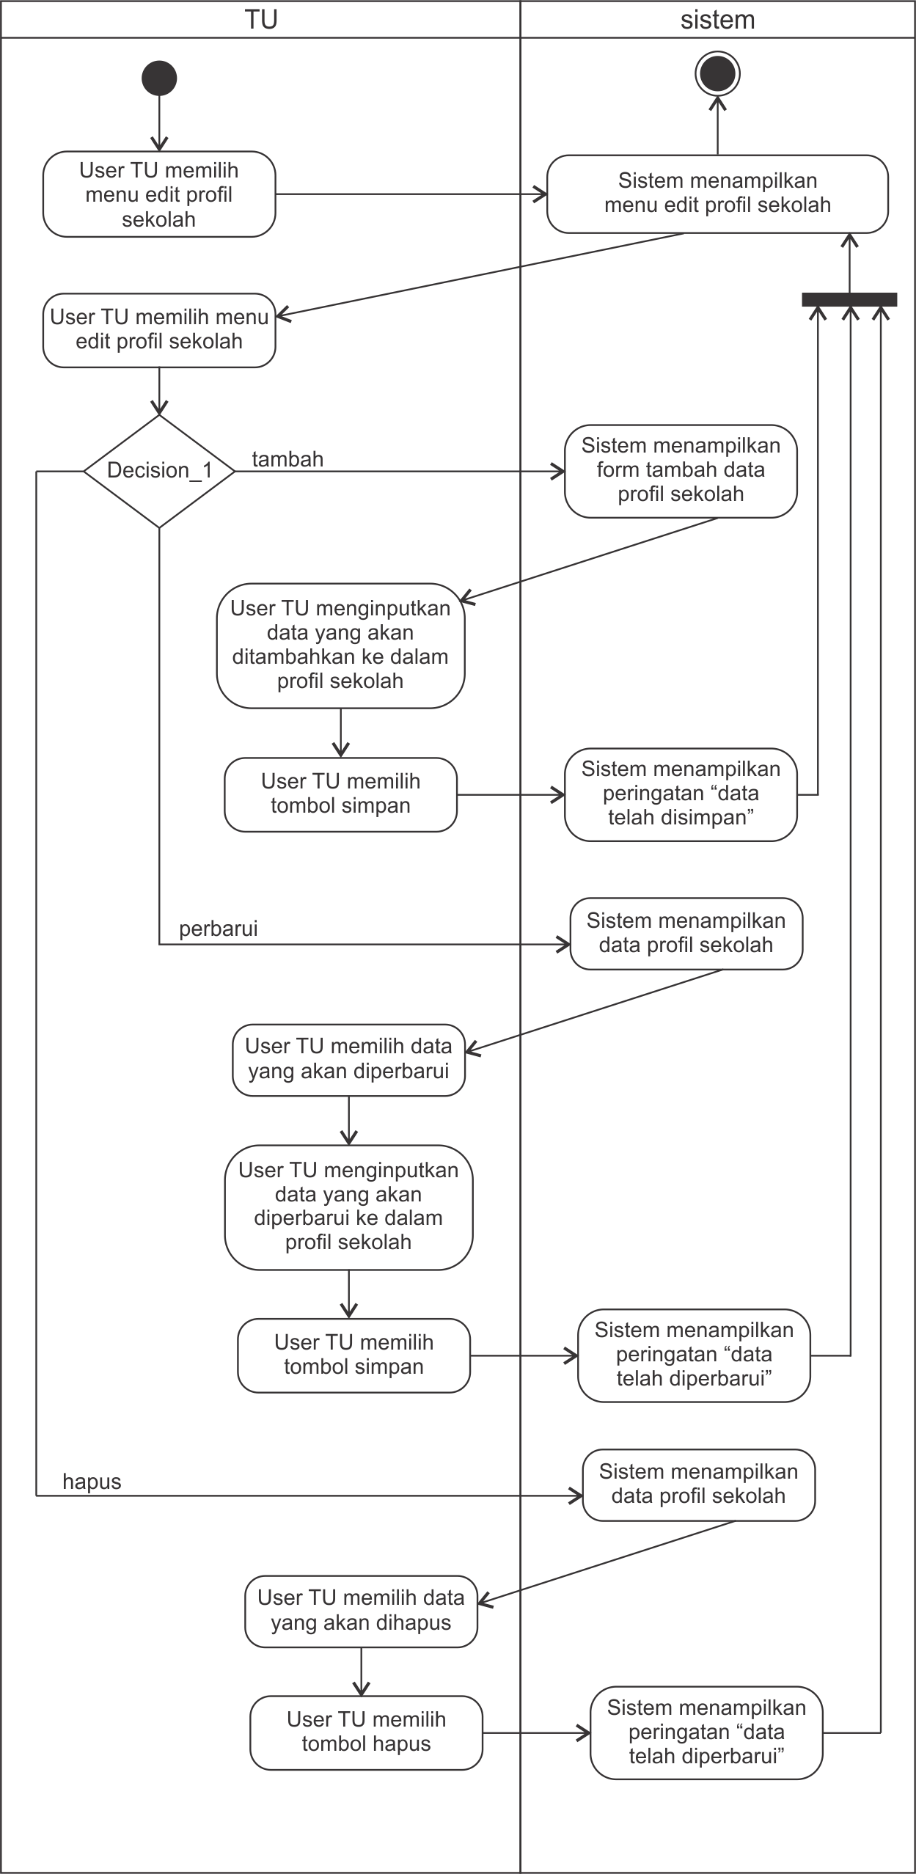 TU
sistem
User TU memilih
menu edit profil
sekolah
Sistem menampilkan
menu edit profil sekolah
User TU memilih menu
edit profil sekolah
Decision_1
tambah
Sistem menampilkan
form tambah data
profil sekolah
User TU menginputkan
data yang akan
ditambahkan ke dalam
profil sekolah
User TU memilih
tombol simpan
Sistem menampilkan
peringatan “data
telah disimpan”
perbarui
Sistem menampilkan
data profil sekolah
User TU memilih data
yang akan diperbarui
User TU menginputkan
data yang akan
diperbarui ke dalam
profil sekolah
User TU memilih
tombol simpan
Sistem menampilkan
peringatan “data
telah diperbarui”
hapus
Sistem menampilkan
data profil sekolah
User TU memilih data
yang akan dihapus
User TU memilih
tombol hapus
Sistem menampilkan
peringatan “data
telah diperbarui”